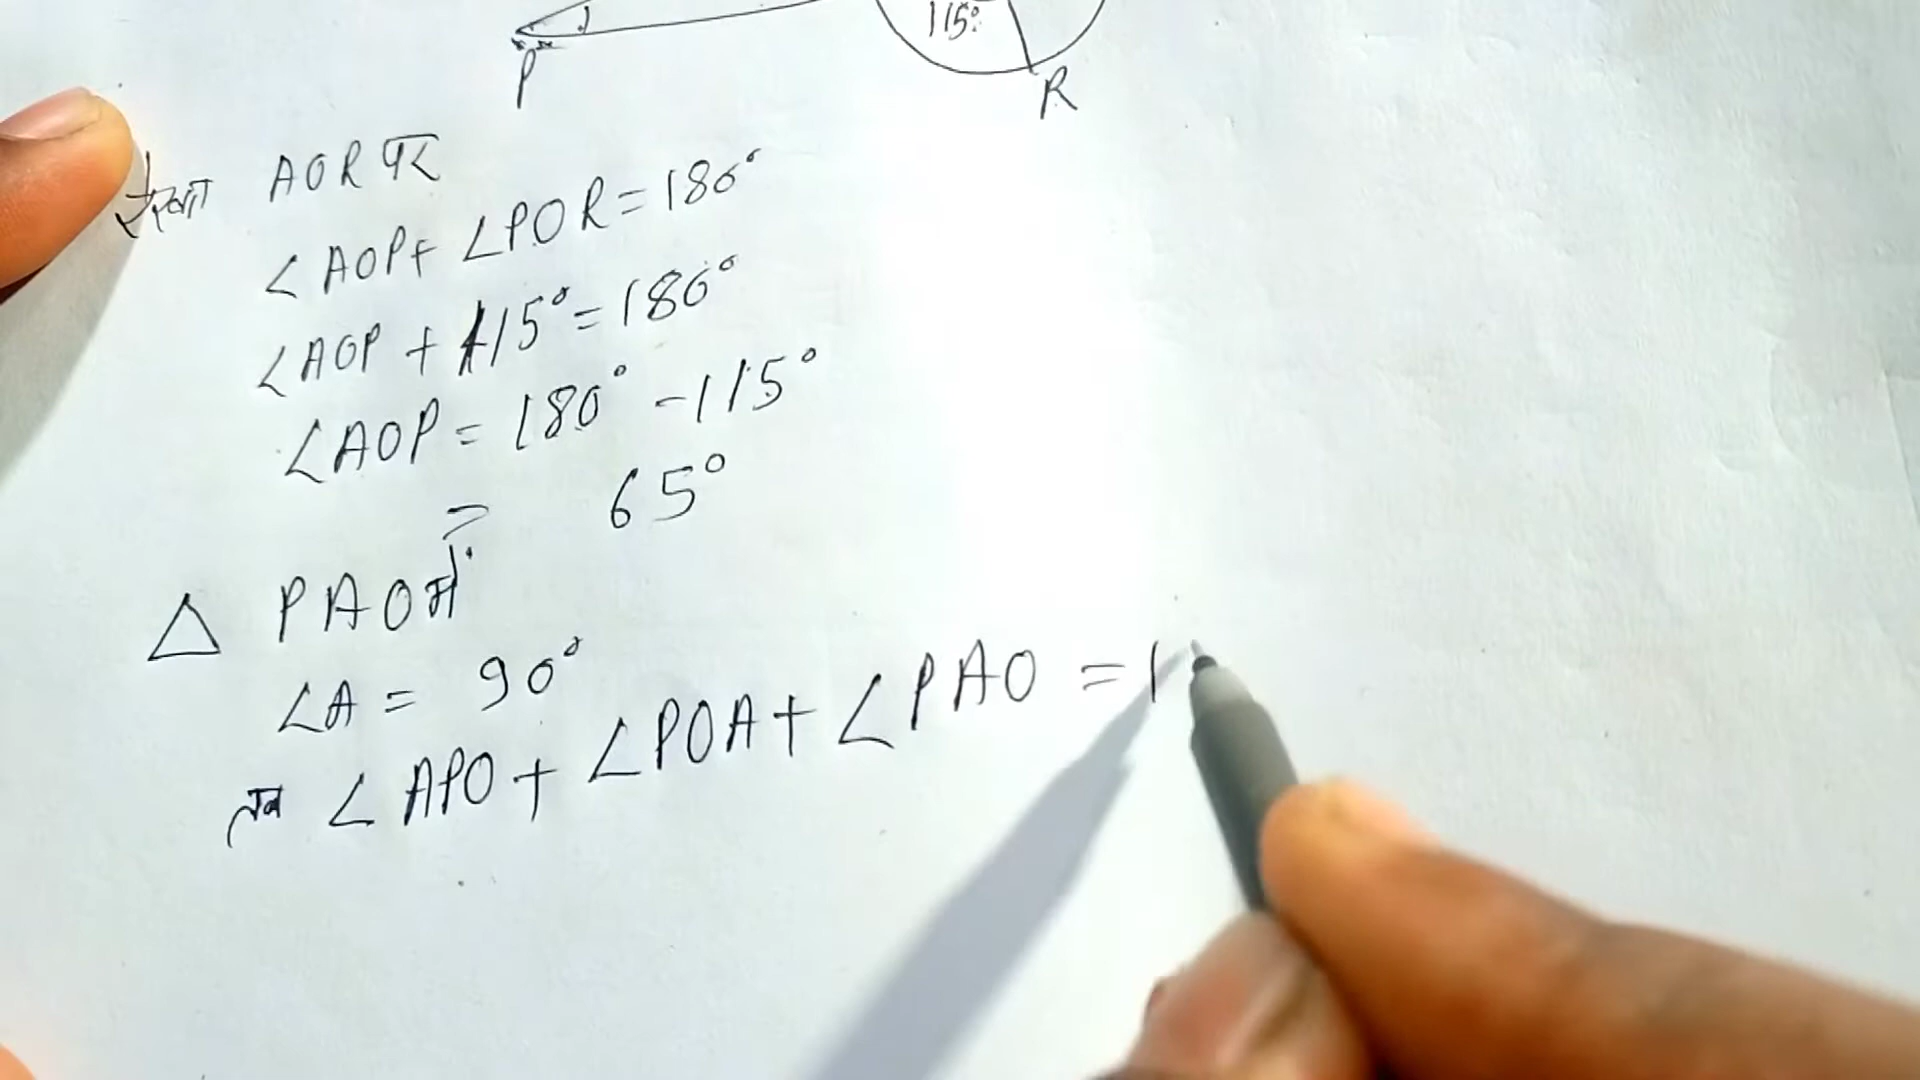 115°
P
R
रेखा AOR पर
∠AOP+ ∠POR=180°
∠AOP + 115°=180°
∠AOP= 180° -115°
= 65°
△ PAO में
∠A= 90°
तब ∠APO+ ∠POA+ ∠PAO =1